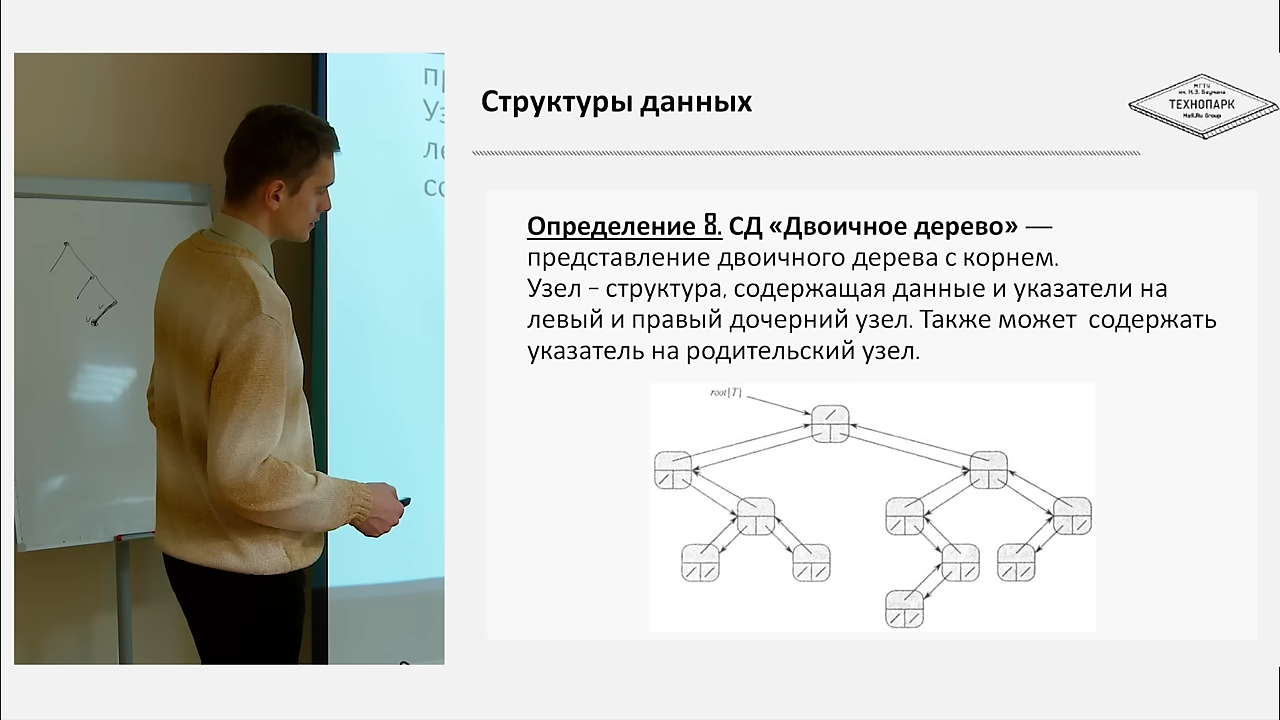 Структуры данных
МГТУ
им. Н.Э. Баумана
ТЕХНОПАРК
Mail.Ru Group
Определение 8. СД «Двоичное дерево» —
представление двоичного дерева с корнем.
Узел – структура, содержащая данные и указатели на
левый и правый дочерний узел. Также может содержать
указатель на родительский узел.
root[T]